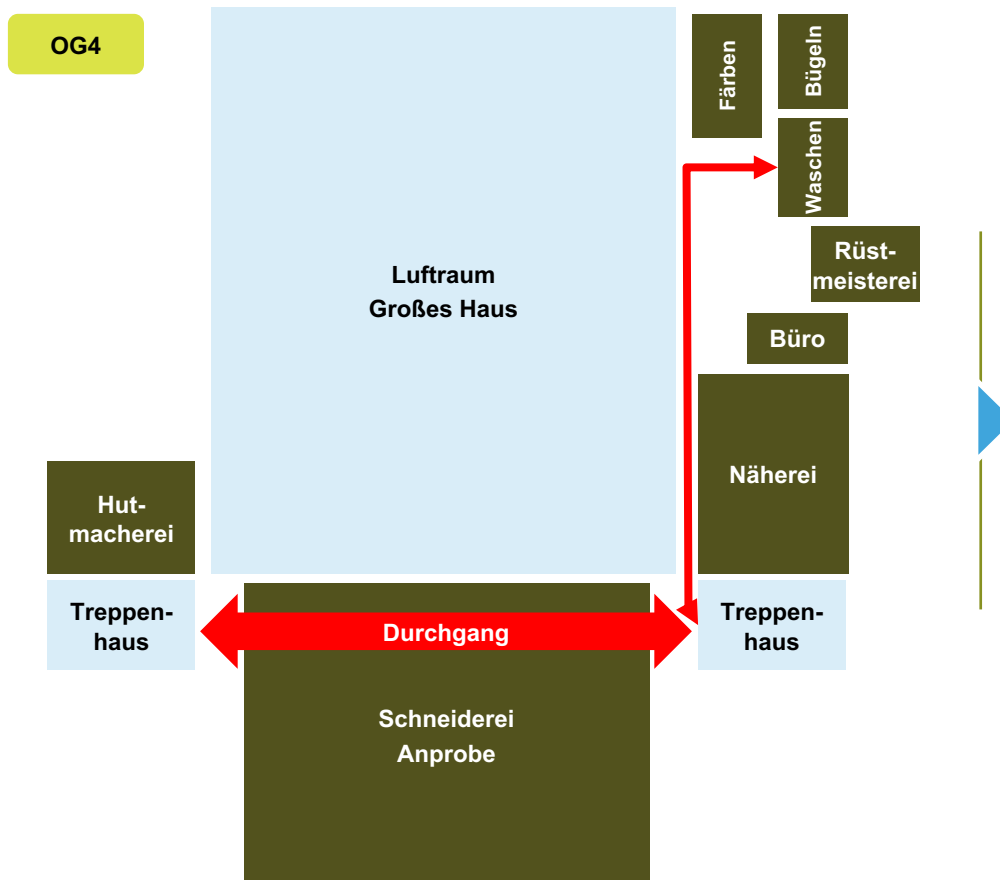 OG4
Färben
Bügeln
Waschen
Luftraum
Großes Haus
Rüst-
meisterei
Büro
Näherei
Hut-
macherei
Treppen-
haus
Durchgang
Treppen-
haus
Schneiderei
Anprobe